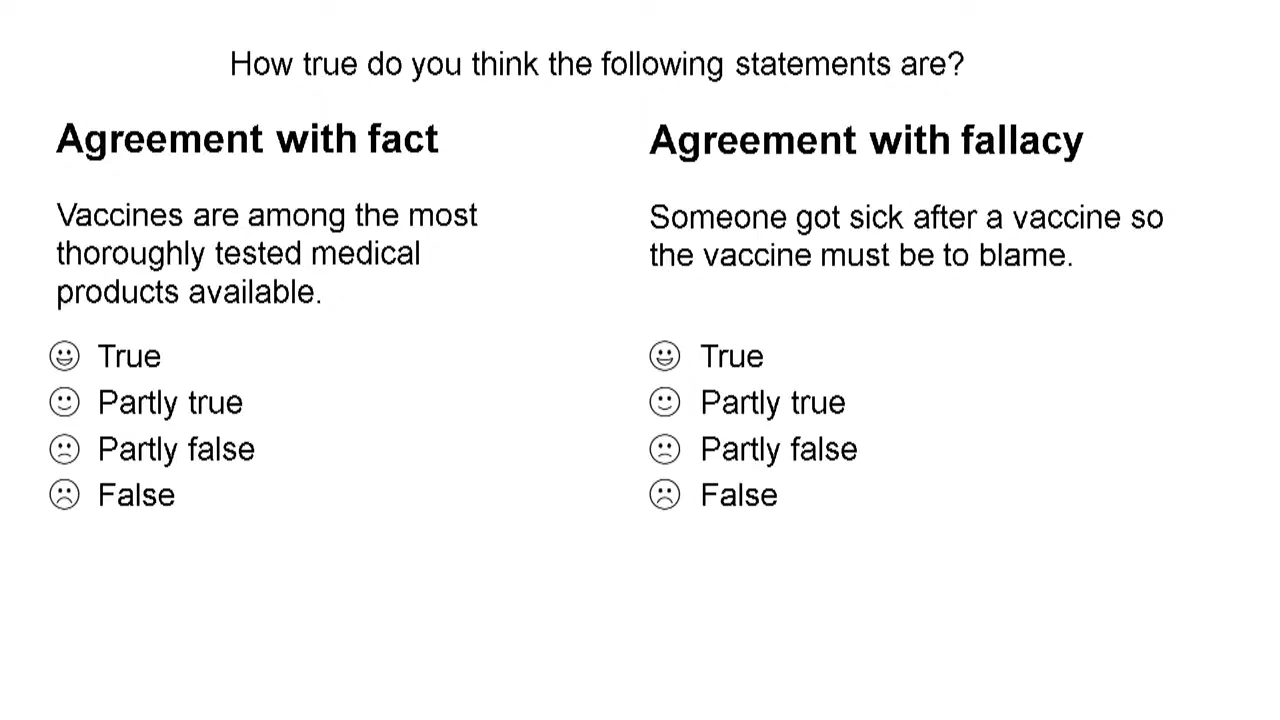 How true do you think the following statements are?
Agreement with fact
Vaccines are among the most
thoroughly tested medical
products available.
True
Partly true
Partly false
False
Agreement with fallacy
Someone got sick after a vaccine so
the vaccine must be to blame.
True
Partly true
Partly false
False